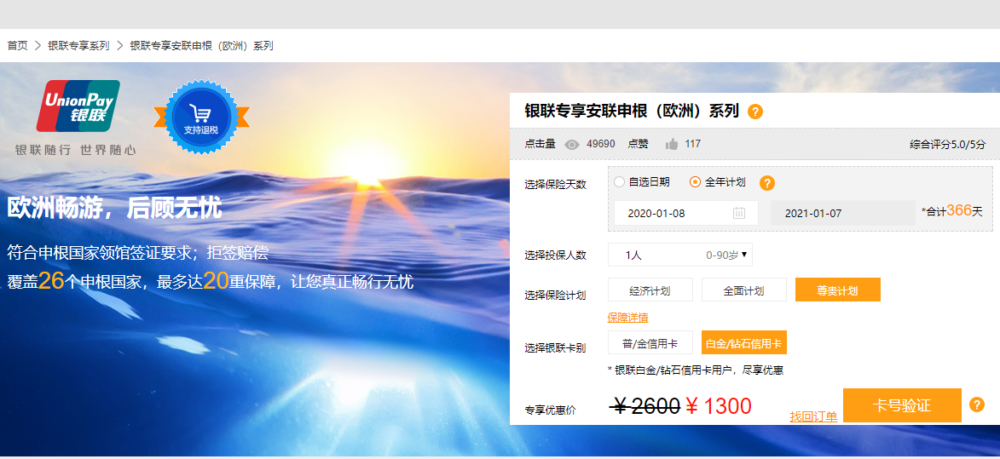 首页 > 银联专享系列 > 银联专享安联申根（欧洲）系列
UnionPay
银联
银联随行 世界随心
支持退税
欧洲畅游，后顾无忧
符合申根国家领馆签证要求；拒签赔偿
覆盖26个申根国家，最多达20重保障，让您真正畅行无忧
银联专享安联申根（欧洲）系列 ?
点击量 49690 点赞 117 综合评分5.0/5分
选择保险天数 自选日期 全年计划 ?
2020-01-08 2021-01-07 *合计366天
选择投保人数 1人 0-90岁
选择保险计划 经济计划 全面计划 尊贵计划
保障详情
选择银联卡别 普/金信用卡 白金/钻石信用卡
* 银联白金/钻石信用卡用户，尽享优惠
专享优惠价 ￥2600 ￥1300 找回订单 卡号验证 ?